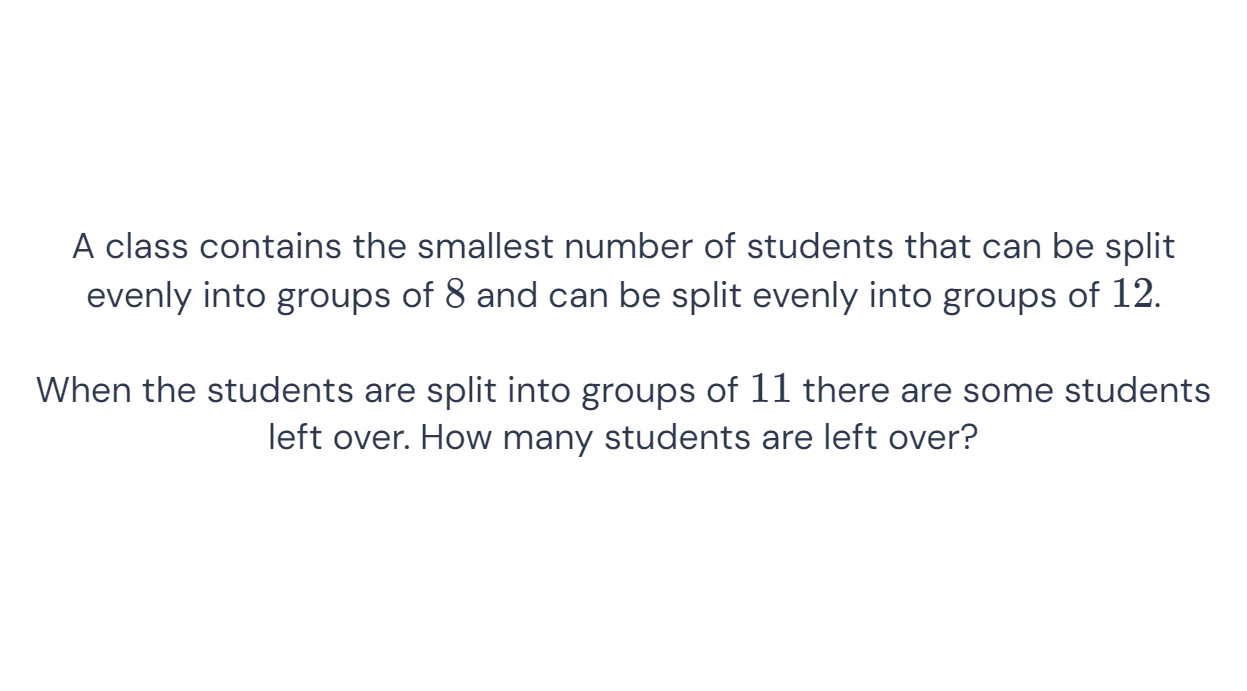 A class contains the smallest number of students that can be split
evenly into groups of 8 and can be split evenly into groups of 12.
When the students are split into groups of 11 there are some students
left over. How many students are left over?